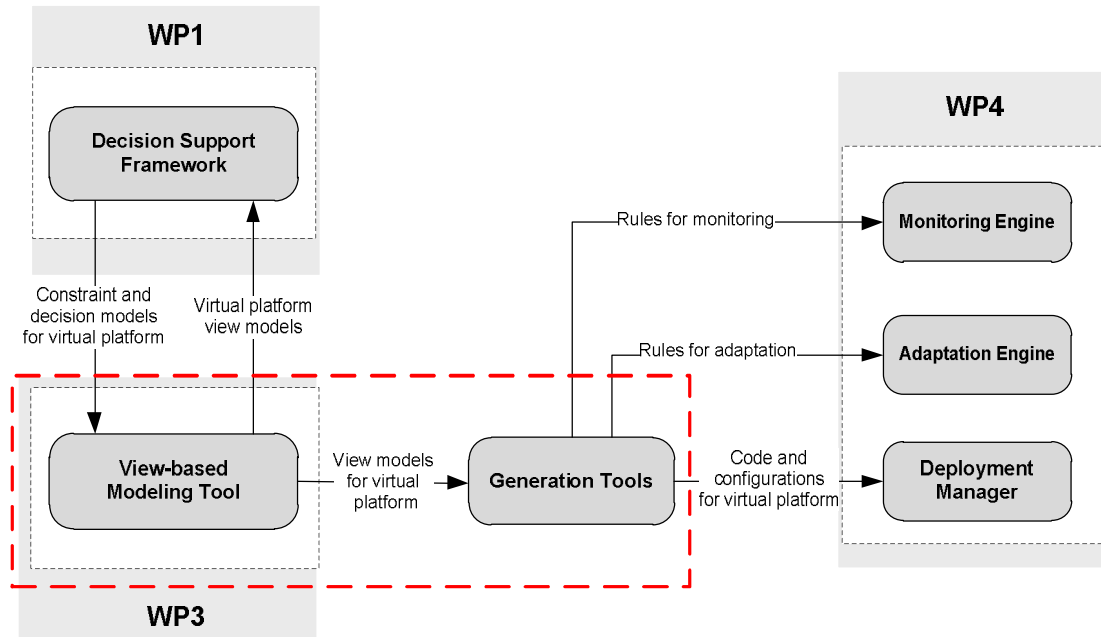 WP1
Decision Support
Framework
Constraint and
decision models
for virtual platform
Virtual platform
view models
View-based
Modeling Tool
WP3
View models
for virtual
platform
Generation Tools
Rules for monitoring
Rules for adaptation
Code and
configurations
for virtual platform
WP4
Monitoring Engine
Adaptation Engine
Deployment
Manager